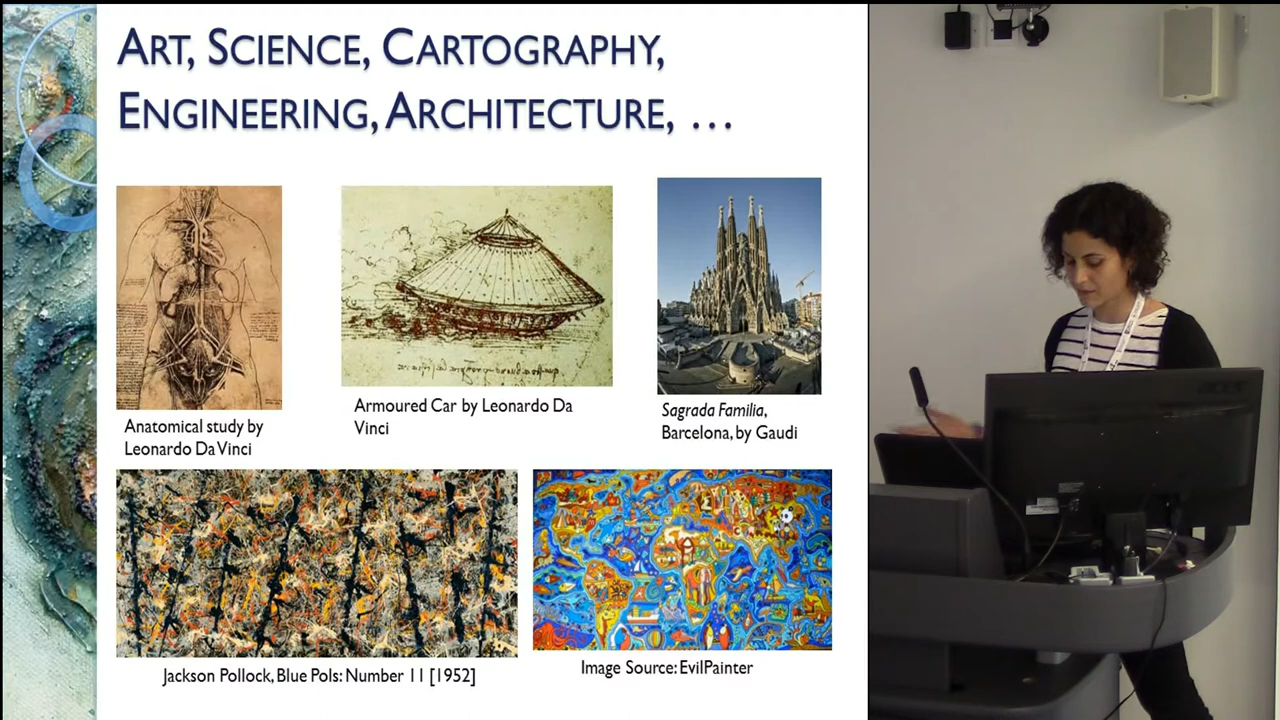 ART, SCIENCE, CARTOGRAPHY,
ENGINEERING, ARCHITECTURE, …
Anatomical study by
Leonardo Da Vinci
Armoured Car by Leonardo Da
Vinci
Sagrada Familia,
Barcelona, by Gaudi
Jackson Pollock, Blue Pols: Number 11 [1952]
Image Source: EvilPainter